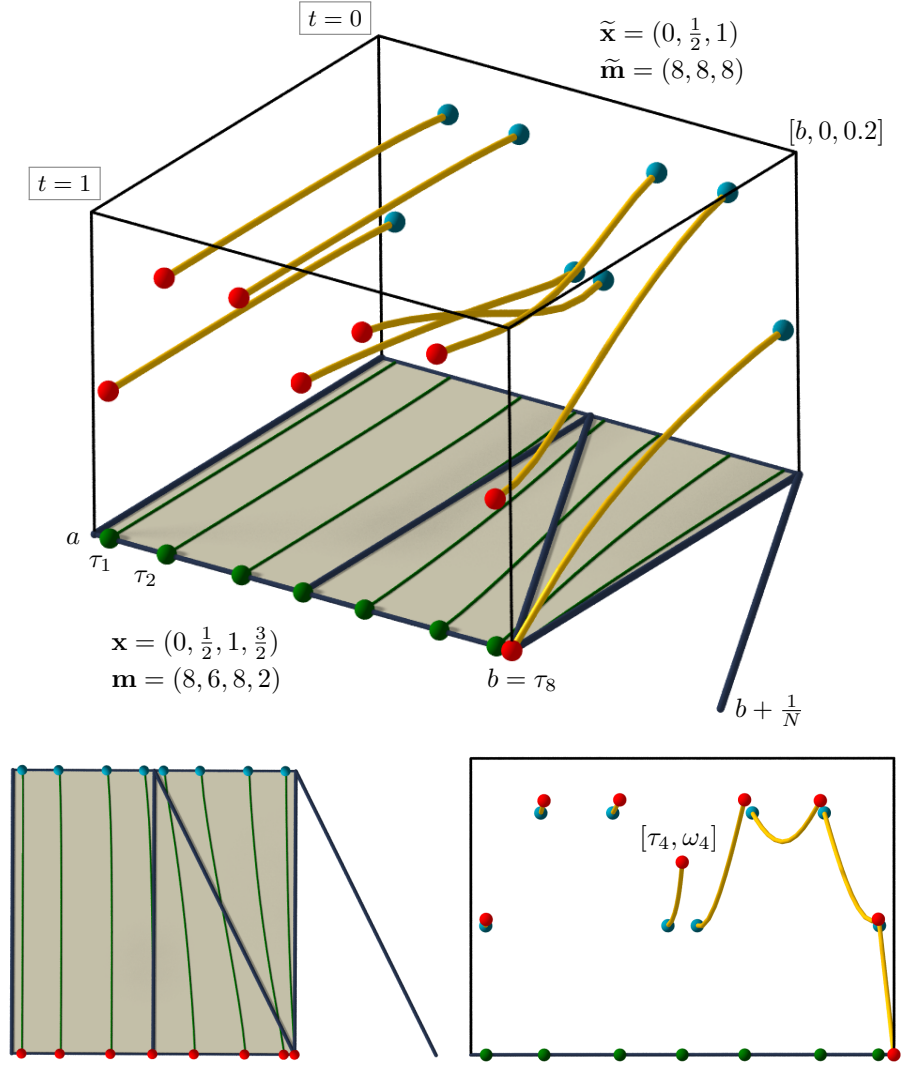 t = 0
x̃ = (0, 1/2, 1)
m̃ = (8, 8, 8)
[b, 0, 0.2]
t = 1
a
τ₁
τ₂
x = (0, 1/2, 1, 3/2)
m = (8, 6, 8, 2)
b = τ₈
b + 1/N
[τ₄, ω₄]